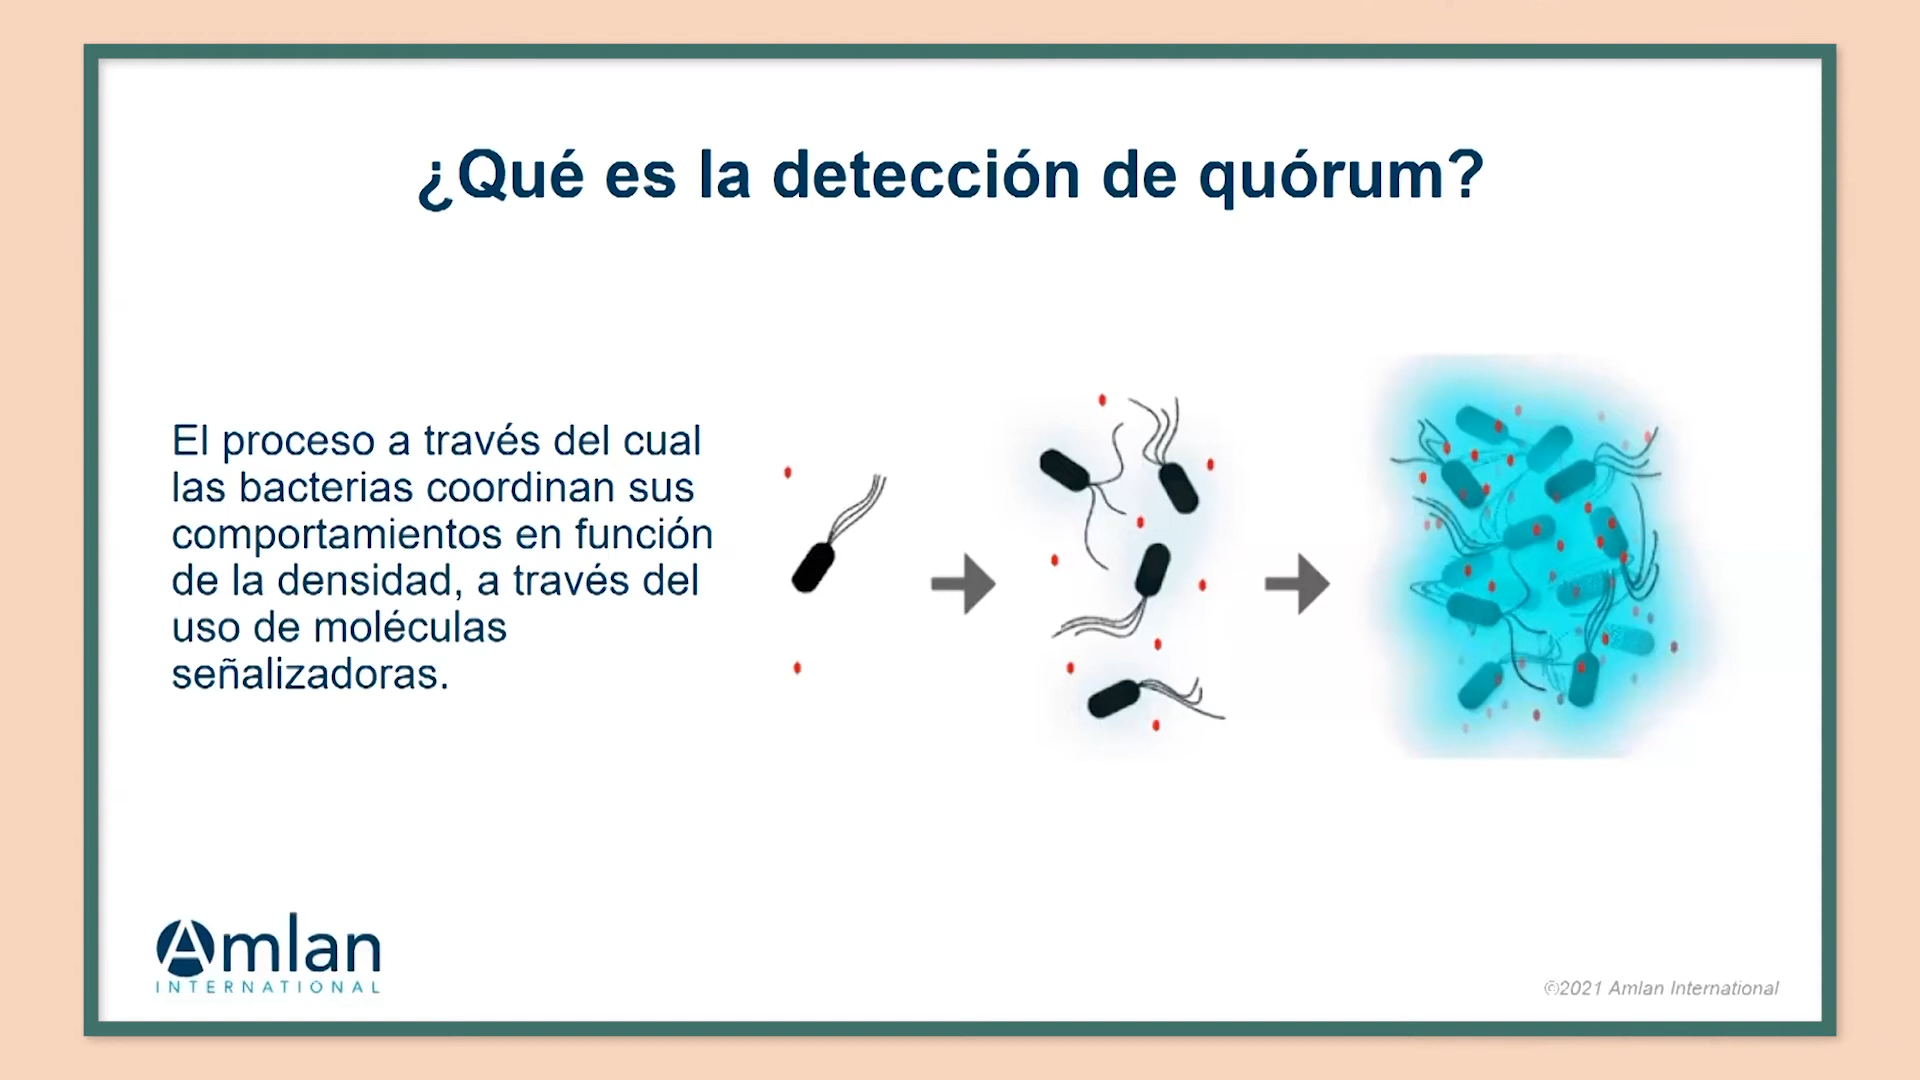 ¿Qué es la detección de quórum?
El proceso a través del cual
las bacterias coordinan sus
comportamientos en función
de la densidad, a través del
uso de moléculas
señalizadoras.
Amlan
INTERNATIONAL
©2021 Amlan International